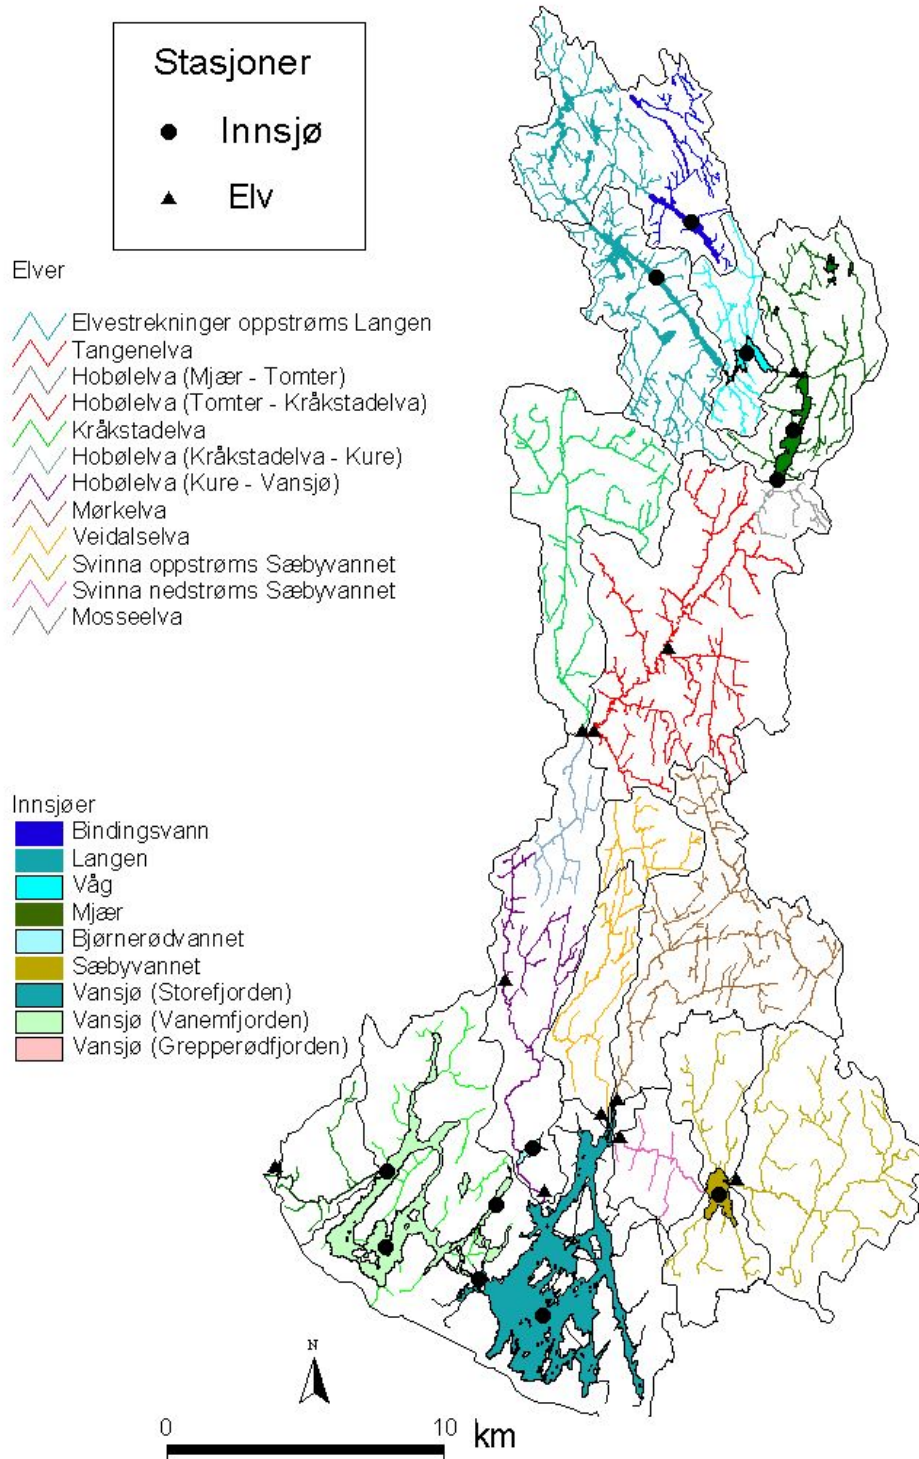 Stasjoner
Innsjø
Elv
Elver
Elvestrekninger oppstrøms Langen
Tangenelva
Hobølelva (Mjær - Tomter)
Hobølelva (Tomter - Kråkstadelva)
Kråkstadelva
Hobølelva (Kråkstadelva - Kure)
Hobølelva (Kure - Vansjø)
Mørkelva
Veidalselva
Svinna oppstrøms Sæbyvannet
Svinna nedstrøms Sæbyvannet
Mosseelva
Innsjøer
Bindingsvann
Langen
Våg
Mjær
Bjørnerødvannet
Sæbyvannet
Vansjø (Storefjorden)
Vansjø (Vanemfjorden)
Vansjø (Grepperødfjorden)
N
0 10 km